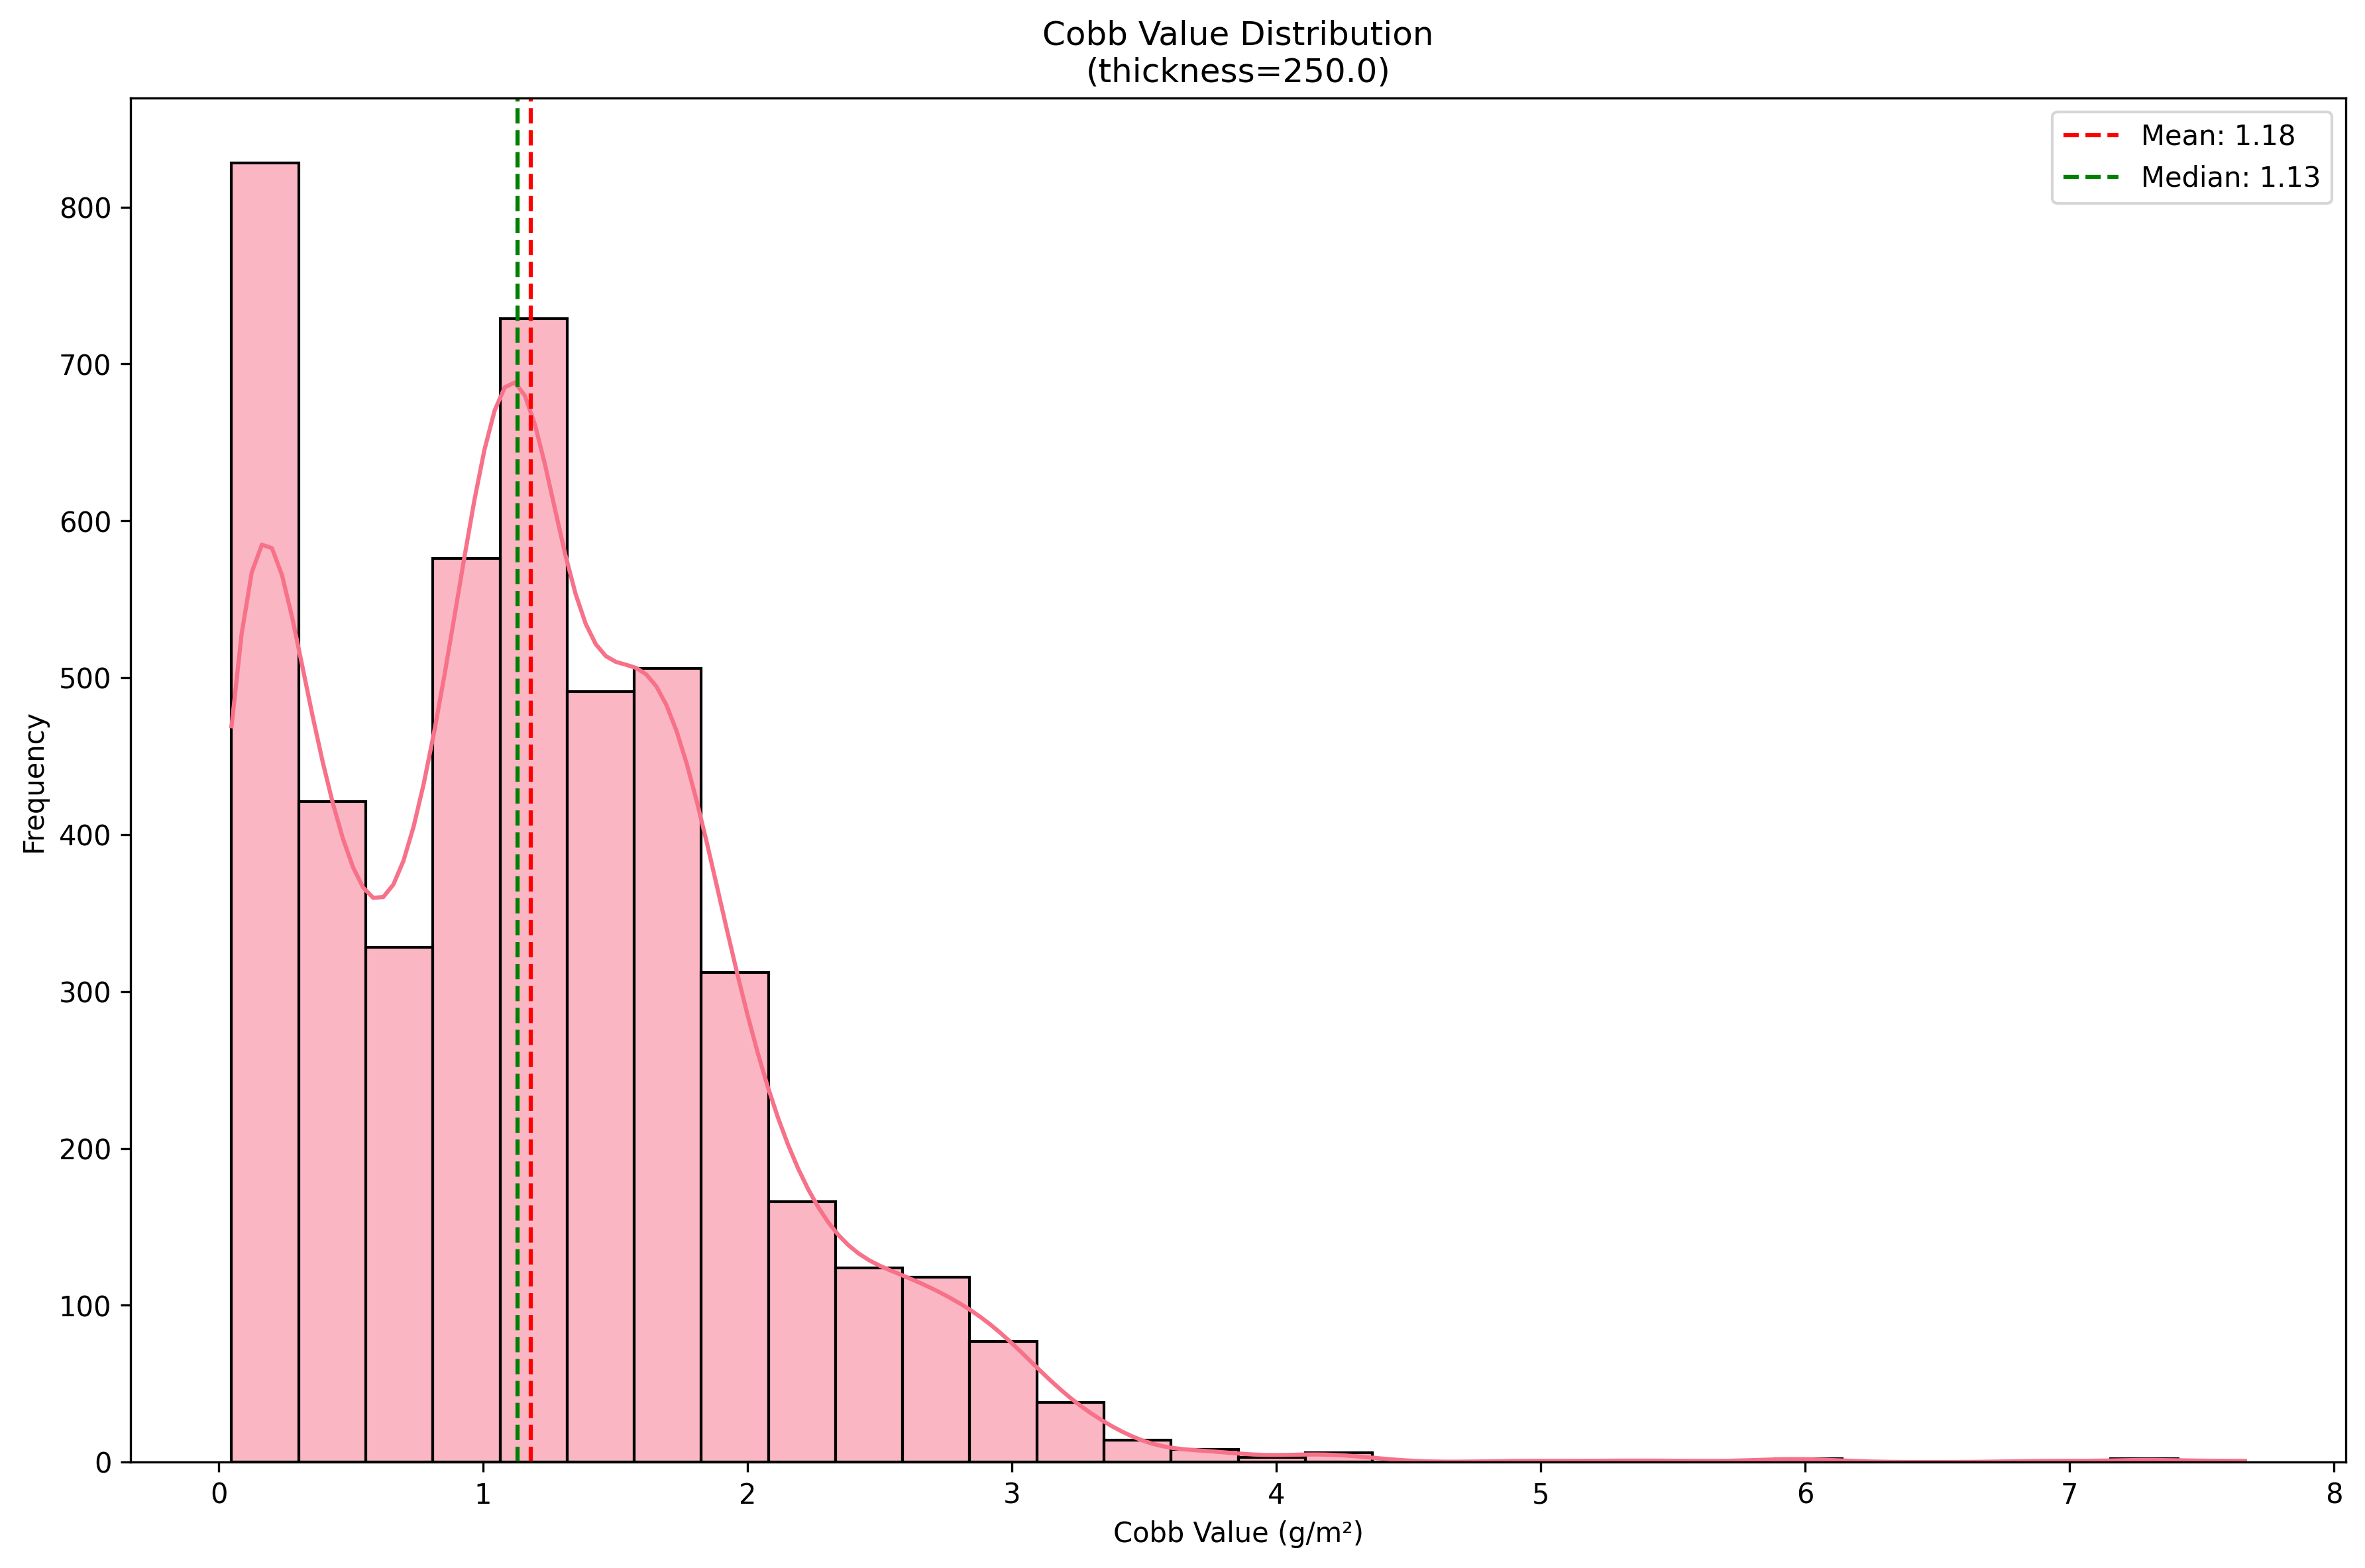 Cobb Value Distribution
(thickness=250.0)
Mean: 1.18
Median: 1.13
Frequency
800
700
600
500
400
300
200
100
0
0 1 2 3 4 5 6 7 8
Cobb Value (g/m²)